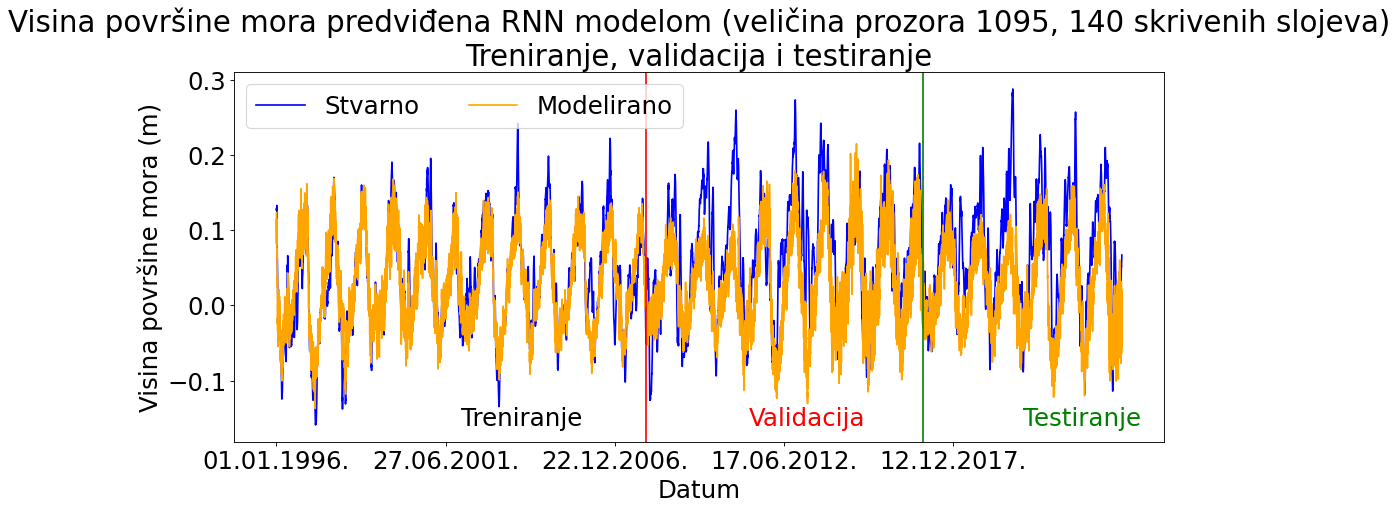 Visina površine mora predviđena RNN modelom (veličina prozora 1095, 140 skrivenih slojeva)
Treniranje, validacija i testiranje
Stvarno
Modelirano
Visina površine mora (m)
0.3
0.2
0.1
0.0
−0.1
Treniranje
Validacija
Testiranje
01.01.1996.
27.06.2001.
22.12.2006.
17.06.2012.
12.12.2017.
Datum